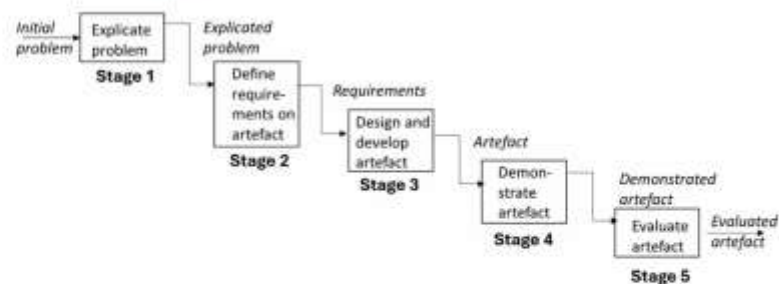 Initial
problem
Explicate
problem
Stage 1
Explicated
problem
Define
require-
ments on
artefact
Stage 2
Requirements
Design and
develop
artefact
Stage 3
Artefact
Demon-
strate
artefact
Stage 4
Demonstrated
artefact
Evaluate
artefact
Stage 5
Evaluated
artefact